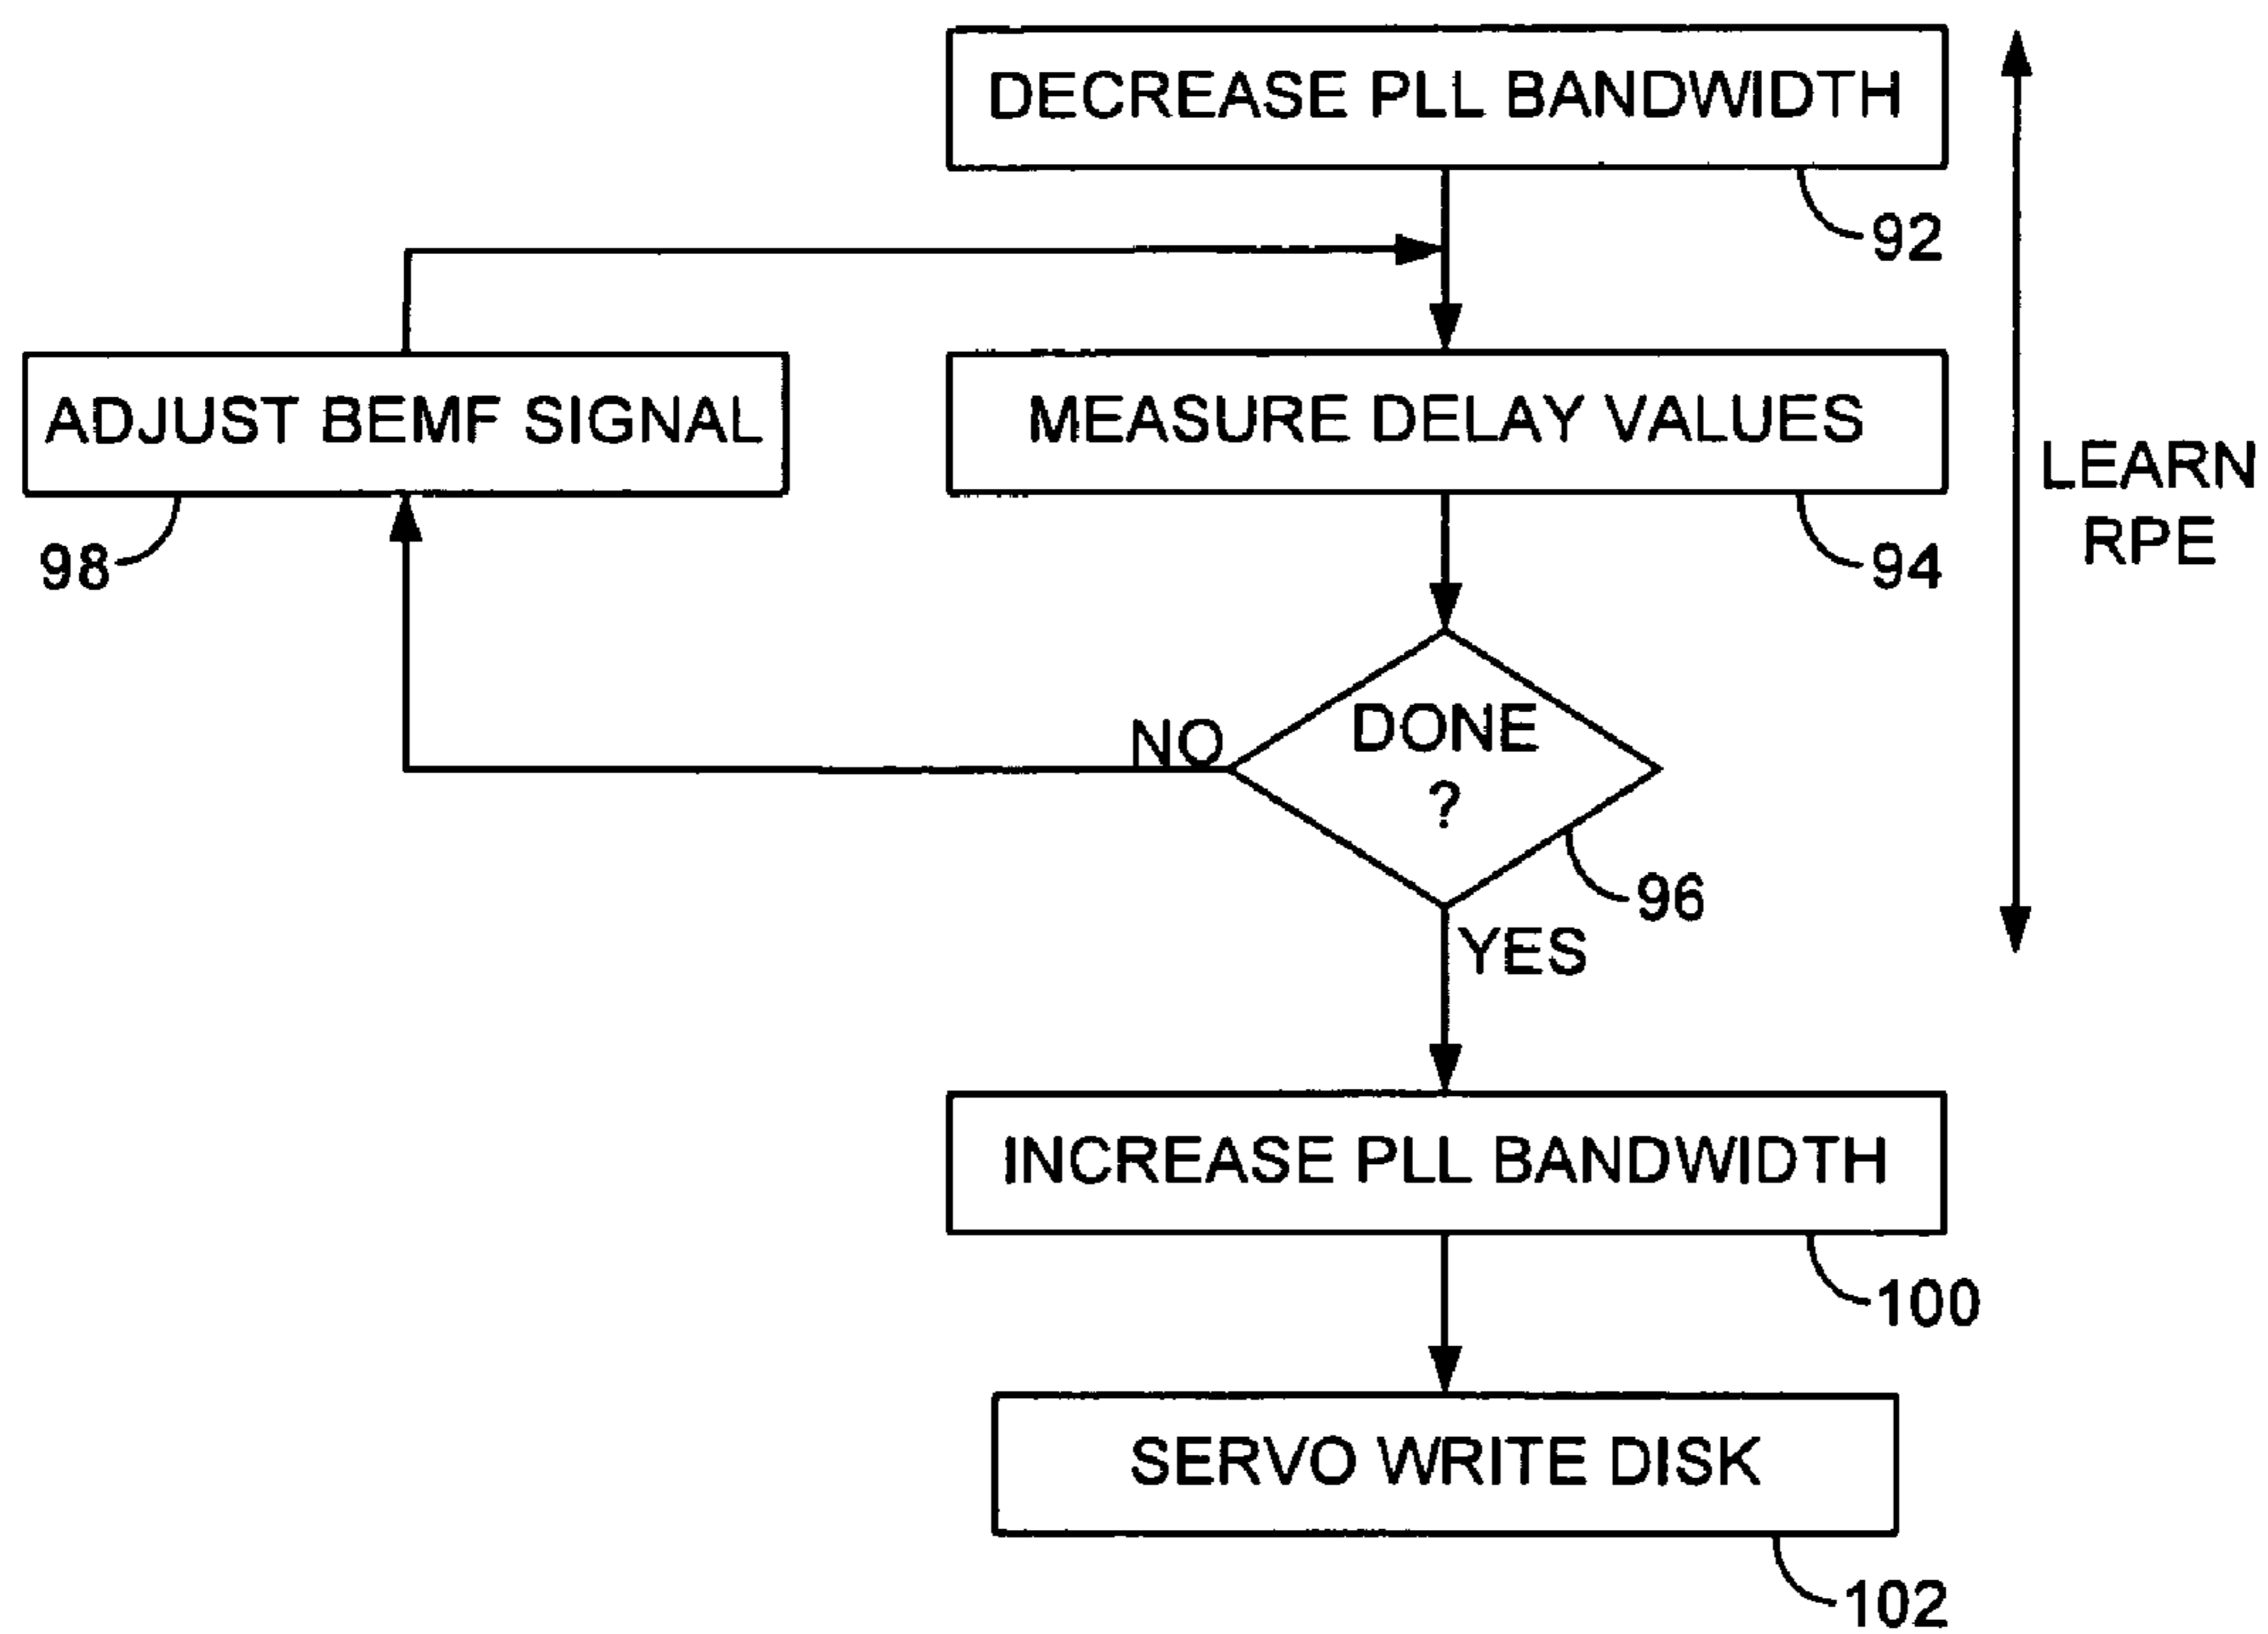 DECREASE PLL BANDWIDTH
92
ADJUST BEMF SIGNAL
98
MEASURE DELAY VALUES
94
LEARN
RPE
DONE
?
NO
96
YES
INCREASE PLL BANDWIDTH
100
SERVO WRITE DISK
102